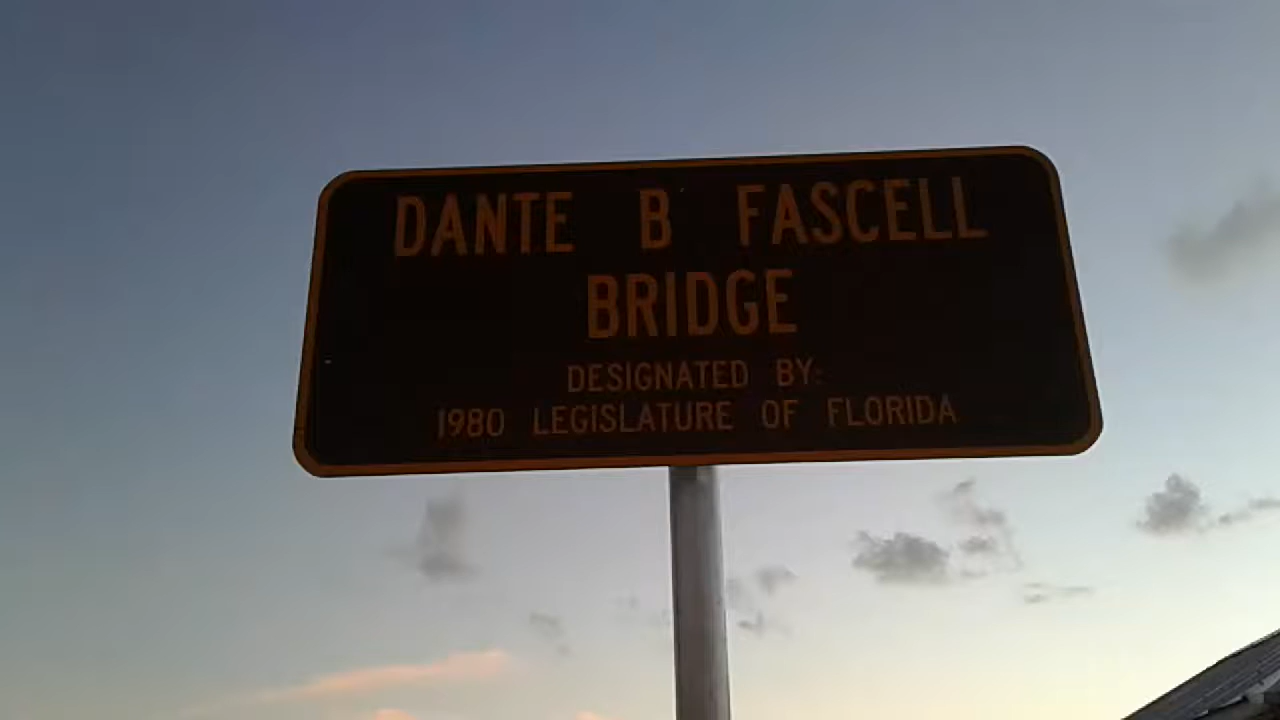 DANTE B FASCELL
BRIDGE
DESIGNATED BY:
1980 LEGISLATURE OF FLORIDA